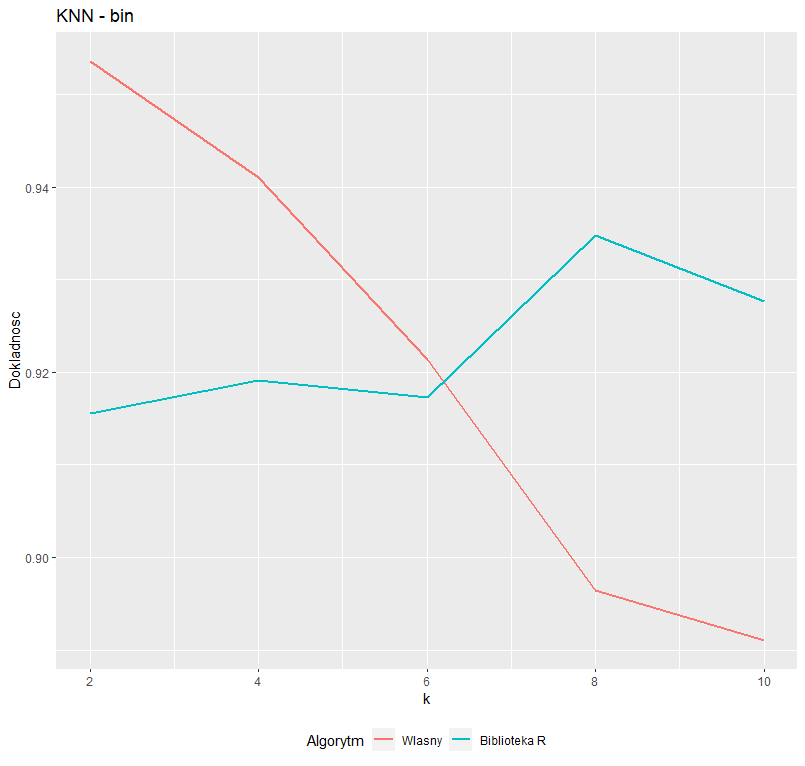 KNN - bin
Dokladnosc
0.94
0.92
0.90
2 4 6 8 10
k
Algorytm Wlasny Biblioteka R